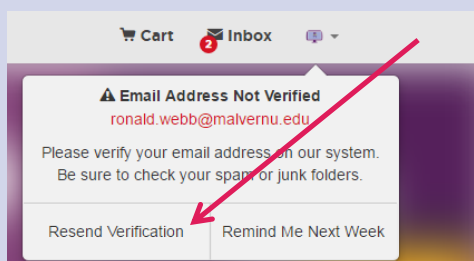 Cart 2 Inbox
Email Address Not Verified
ronald.webb@malvernu.edu
Please verify your email address on our system.
Be sure to check your spam or junk folders.
Resend Verification Remind Me Next Week